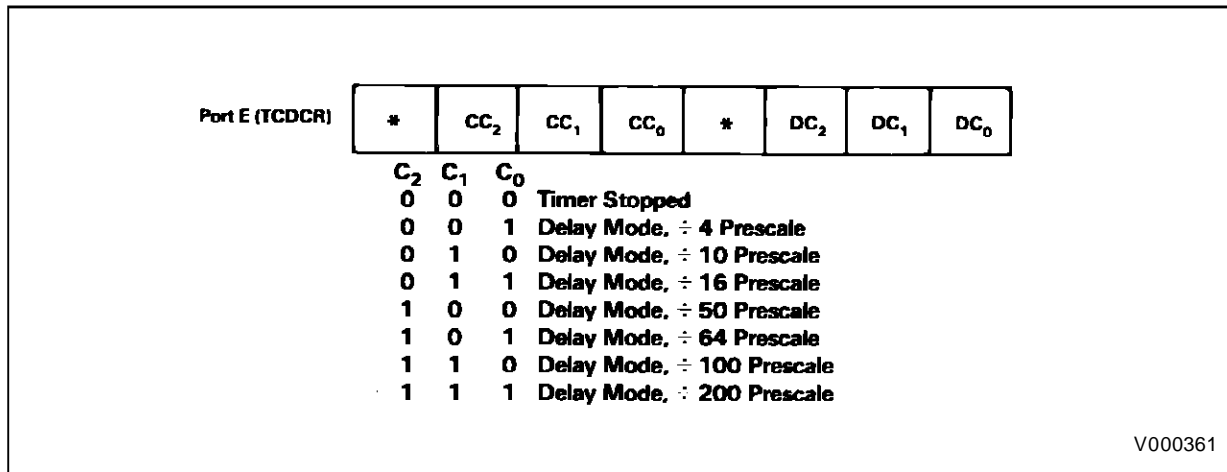 Port E (TCDCR) * CC₂ CC₁ CC₀ * DC₂ DC₁ DC₀
C₂ C₁ C₀
0 0 0 Timer Stopped
0 0 1 Delay Mode, ÷ 4 Prescale
0 1 0 Delay Mode, ÷ 10 Prescale
0 1 1 Delay Mode, ÷ 16 Prescale
1 0 0 Delay Mode, ÷ 50 Prescale
1 0 1 Delay Mode, ÷ 64 Prescale
1 1 0 Delay Mode, ÷ 100 Prescale
1 1 1 Delay Mode, ÷ 200 Prescale
V000361